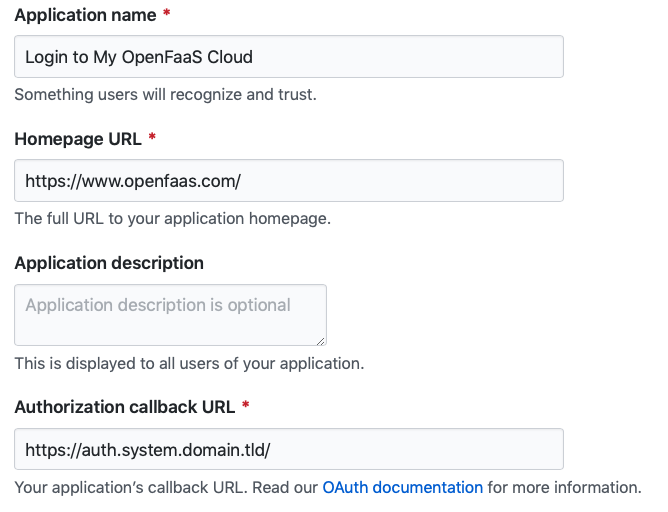 Application name *
Login to My OpenFaaS Cloud
Something users will recognize and trust.
Homepage URL *
https://www.openfaas.com/
The full URL to your application homepage.
Application description
Application description is optional
This is displayed to all users of your application.
Authorization callback URL *
https://auth.system.domain.tld/
Your application's callback URL. Read our OAuth documentation for more information.